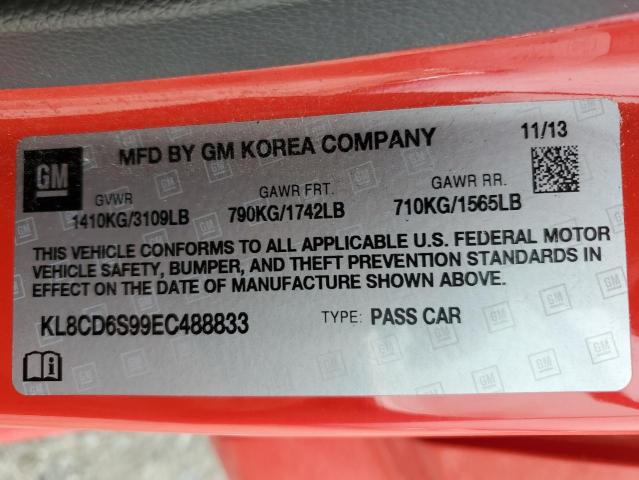 GM
MFD BY GM KOREA COMPANY
11/13
GVWR
1410KG/3109LB
GAWR FRT.
790KG/1742LB
GAWR RR.
710KG/1565LB
THIS VEHICLE CONFORMS TO ALL APPLICABLE U.S. FEDERAL MOTOR
VEHICLE SAFETY, BUMPER, AND THEFT PREVENTION STANDARDS IN
EFFECT ON THE DATE OF MANUFACTURE SHOWN ABOVE.
KL8CD6S99EC488833
TYPE: PASS CAR